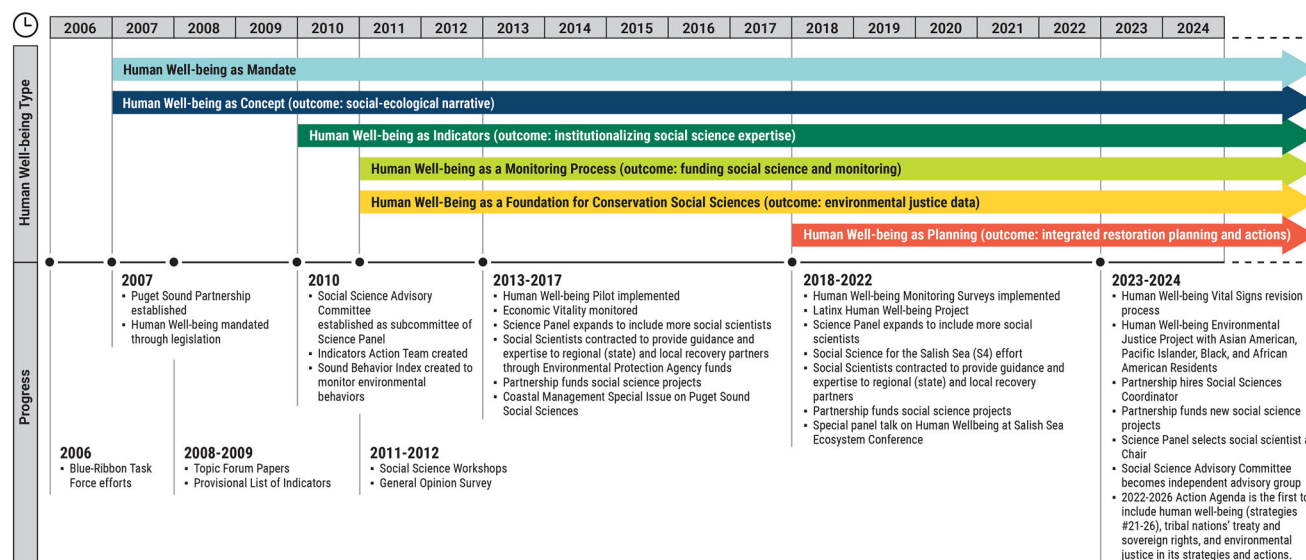 2006 2007 2008 2009 2010 2011 2012 2013 2014 2015 2016 2017 2018 2019 2020 2021 2022 2023 2024
Human Well-being Type
Human Well-being as Mandate
Human Well-being as Concept (outcome: social-ecological narrative)
Human Well-being as Indicators (outcome: institutionalizing social science expertise)
Human Well-being as a Monitoring Process (outcome: funding social science and monitoring)
Human Well-Being as a Foundation for Conservation Social Sciences (outcome: environmental justice data)
Human Well-being as Planning (outcome: integrated restoration planning and actions)
Progress
2006
▪ Blue-Ribbon Task
Force efforts
2007
▪ Puget Sound Partnership
established
▪ Human Well-being mandated
through legislation
2008-2009
▪ Topic Forum Papers
▪ Provisional List of Indicators
2010
▪ Social Science Advisory
Committee
established as subcommittee of
Science Panel
▪ Indicators Action Team created
▪ Sound Behavior Index created to
monitor environmental
behaviors
2011-2012
▪ Social Science Workshops
▪ General Opinion Survey
2013-2017
▪ Human Well-being Pilot implemented
▪ Economic Vitality monitored
▪ Science Panel expands to include more social scientists
▪ Social Scientists contracted to provide guidance and
expertise to regional (state) and local recovery partners
through Environmental Protection Agency funds
▪ Partnership funds social science projects
▪ Coastal Management Special Issue on Puget Sound
Social Sciences
2018-2022
▪ Human Well-being Monitoring Surveys implemented
▪ Latinx Human Well-being Project
▪ Science Panel expands to include more social
scientists
▪ Social Science for the Salish Sea (S4) effort
▪ Social Scientists contracted to provide guidance and
expertise to regional (state) and local recovery
partners
▪ Partnership funds social science projects
▪ Special panel talk on Human Wellbeing at Salish Sea
Ecosystem Conference
2023-2024
▪ Human Well-being Vital Signs revision
process
▪ Human Well-being Environmental
Justice Project with Asian American,
Pacific Islander, Black, and African
American Residents
▪ Partnership hires Social Sciences
Coordinator
▪ Partnership funds new social science
projects
▪ Science Panel selects social scientist
Chair
▪ Social Science Advisory Committee
becomes independent advisory group
▪ 2022-2026 Action Agenda is the first
include human well-being (strategies
#21-26), tribal nations' treaty and
sovereign rights, and environmental
justice in its strategies and actions.